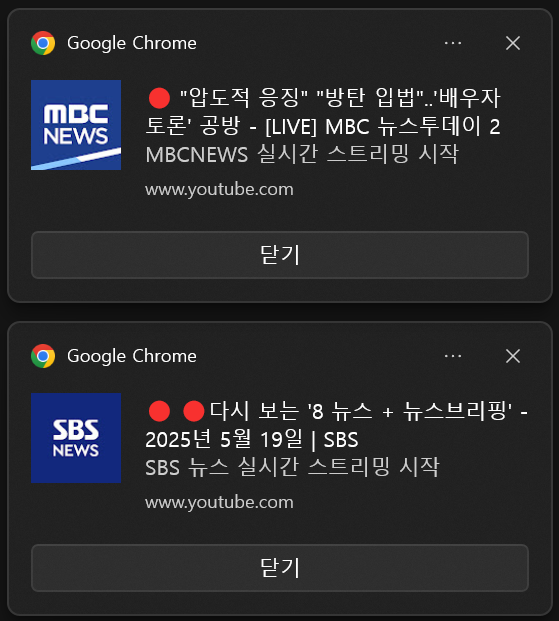 Google Chrome
mbc
NEWS
🔴 "압도적 응징" "방탄 입법"..'배우자
토론' 공방 - [LIVE] MBC 뉴스투데이 2
MBCNEWS 실시간 스트리밍 시작
www.youtube.com
닫기
Google Chrome
SBS
NEWS
🔴 🔴다시 보는 '8 뉴스 + 뉴스브리핑' -
2025년 5월 19일 | SBS
SBS 뉴스 실시간 스트리밍 시작
www.youtube.com
닫기